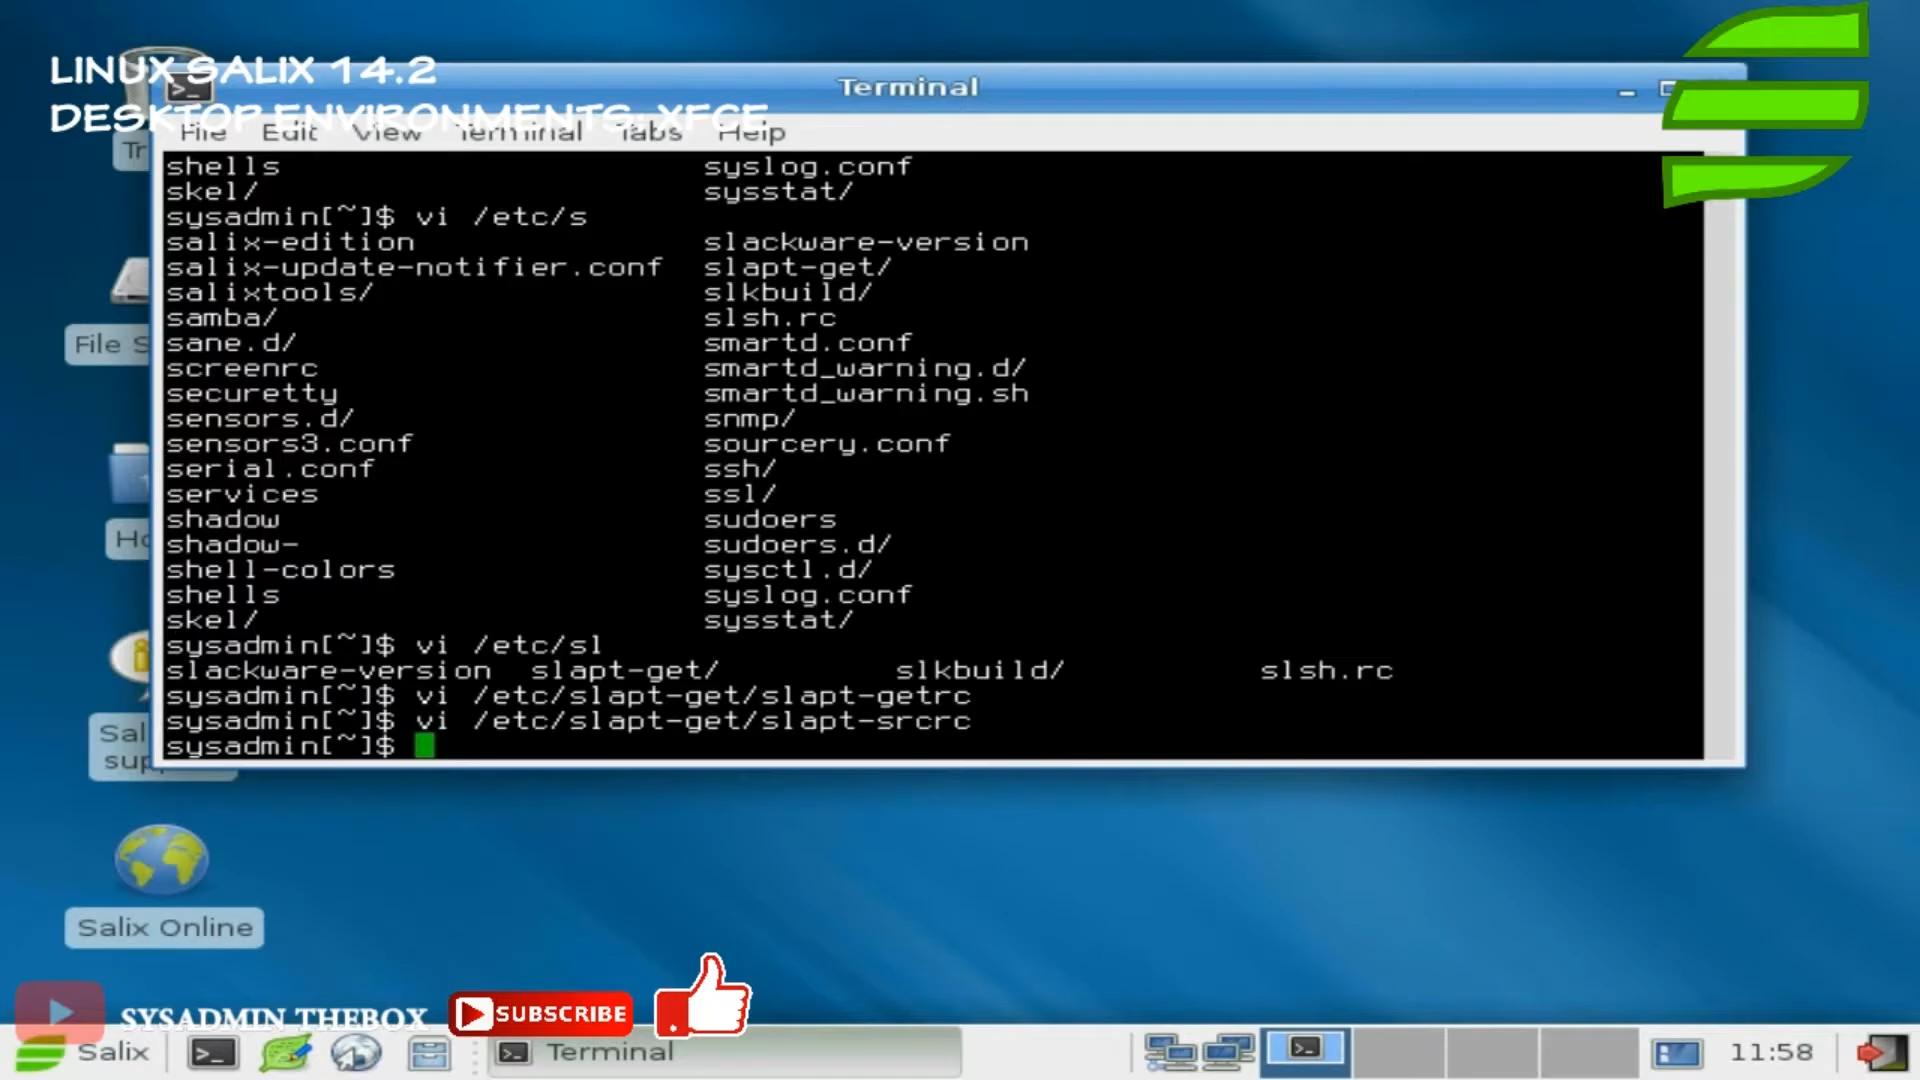 LINUX SALIX 14.2
DESKTOP ENVIRONMENTS: XFCE
Terminal
File Edit View Terminal Tabs Help
shells syslog.conf
skel/ sysstat/
sysadmin[~]$ vi /etc/s
salix-edition slackware-version
salix-update-notifier.conf slapt-get/
salixtools/ slkbuild/
samba/ slsh.rc
sane.d/ smartd.conf
screenrc smartd_warning.d/
securetty smartd_warning.sh
sensors.d/ snmp/
sensors3.conf sourcery.conf
serial.conf ssh/
services ssl/
shadow sudoers
shadow- sudoers.d/
shell-colors sysctl.d/
shells syslog.conf
skel/ sysstat/
sysadmin[~]$ vi /etc/sl
slackware-version slapt-get/ slkbuild/ slsh.rc
sysadmin[~]$ vi /etc/slapt-get/slapt-getrc
sysadmin[~]$ vi /etc/slapt-get/slapt-srcrc
sysadmin[~]$
Tr
File S
Ho
Sal
sup
Salix Online
SYSADMIN THEBOX
SUBSCRIBE
Salix
Terminal
11:58